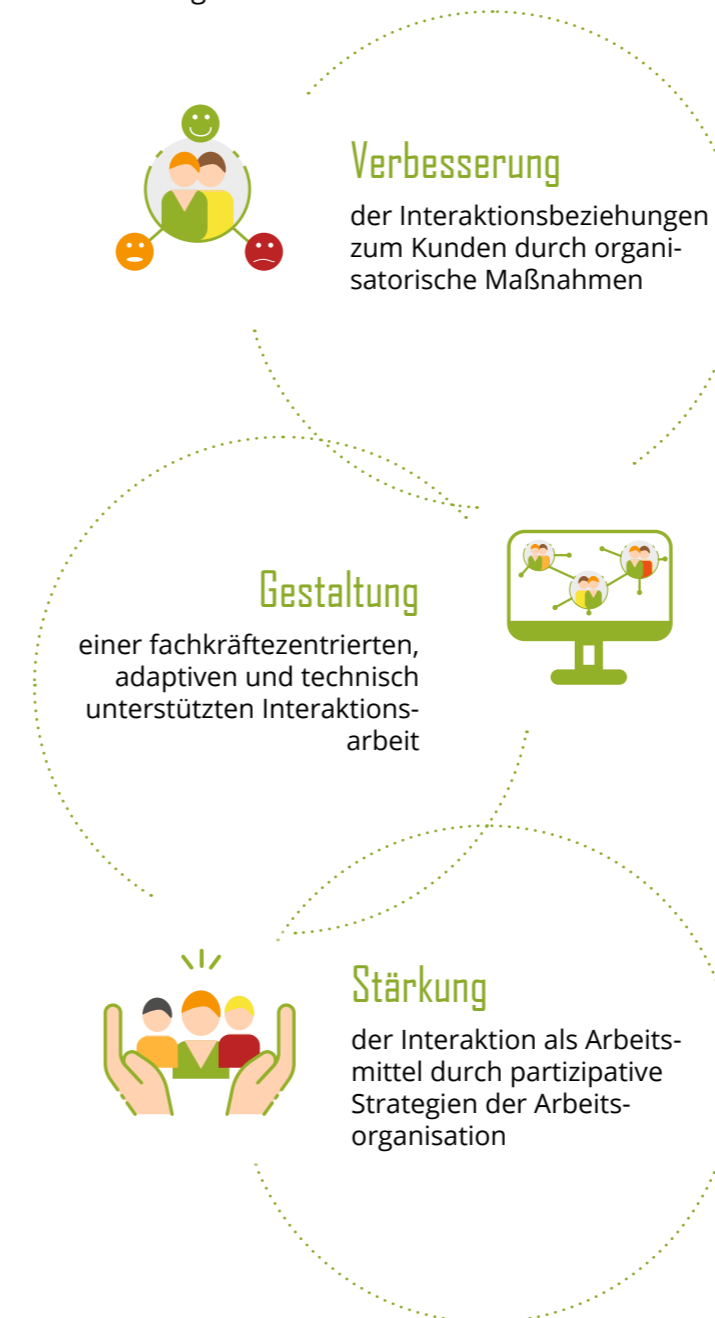 Verbesserung
der Interaktionsbeziehungen
zum Kunden durch organi-
satorische Maßnahmen
Gestaltung
einer fachkräftezentrierten,
adaptiven und technisch
unterstützten Interaktions-
arbeit
Stärkung
der Interaktion als Arbeits-
mittel durch partizipative
Strategien der Arbeits-
organisation